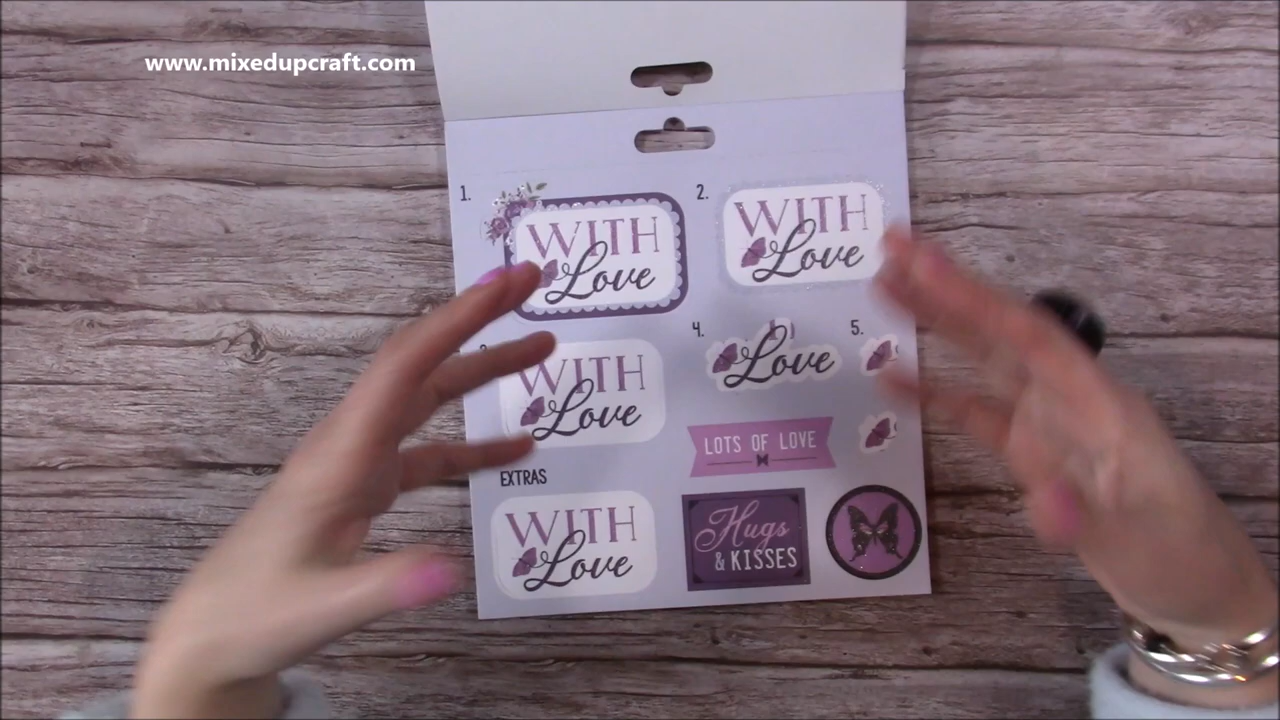 www.mixedupcraft.com
1.
WITH
Love
2.
WITH
Love
WITH
Love
4.
Love
5.
LOTS OF LOVE
EXTRAS
WITH
Love
Hugs
& KISSES